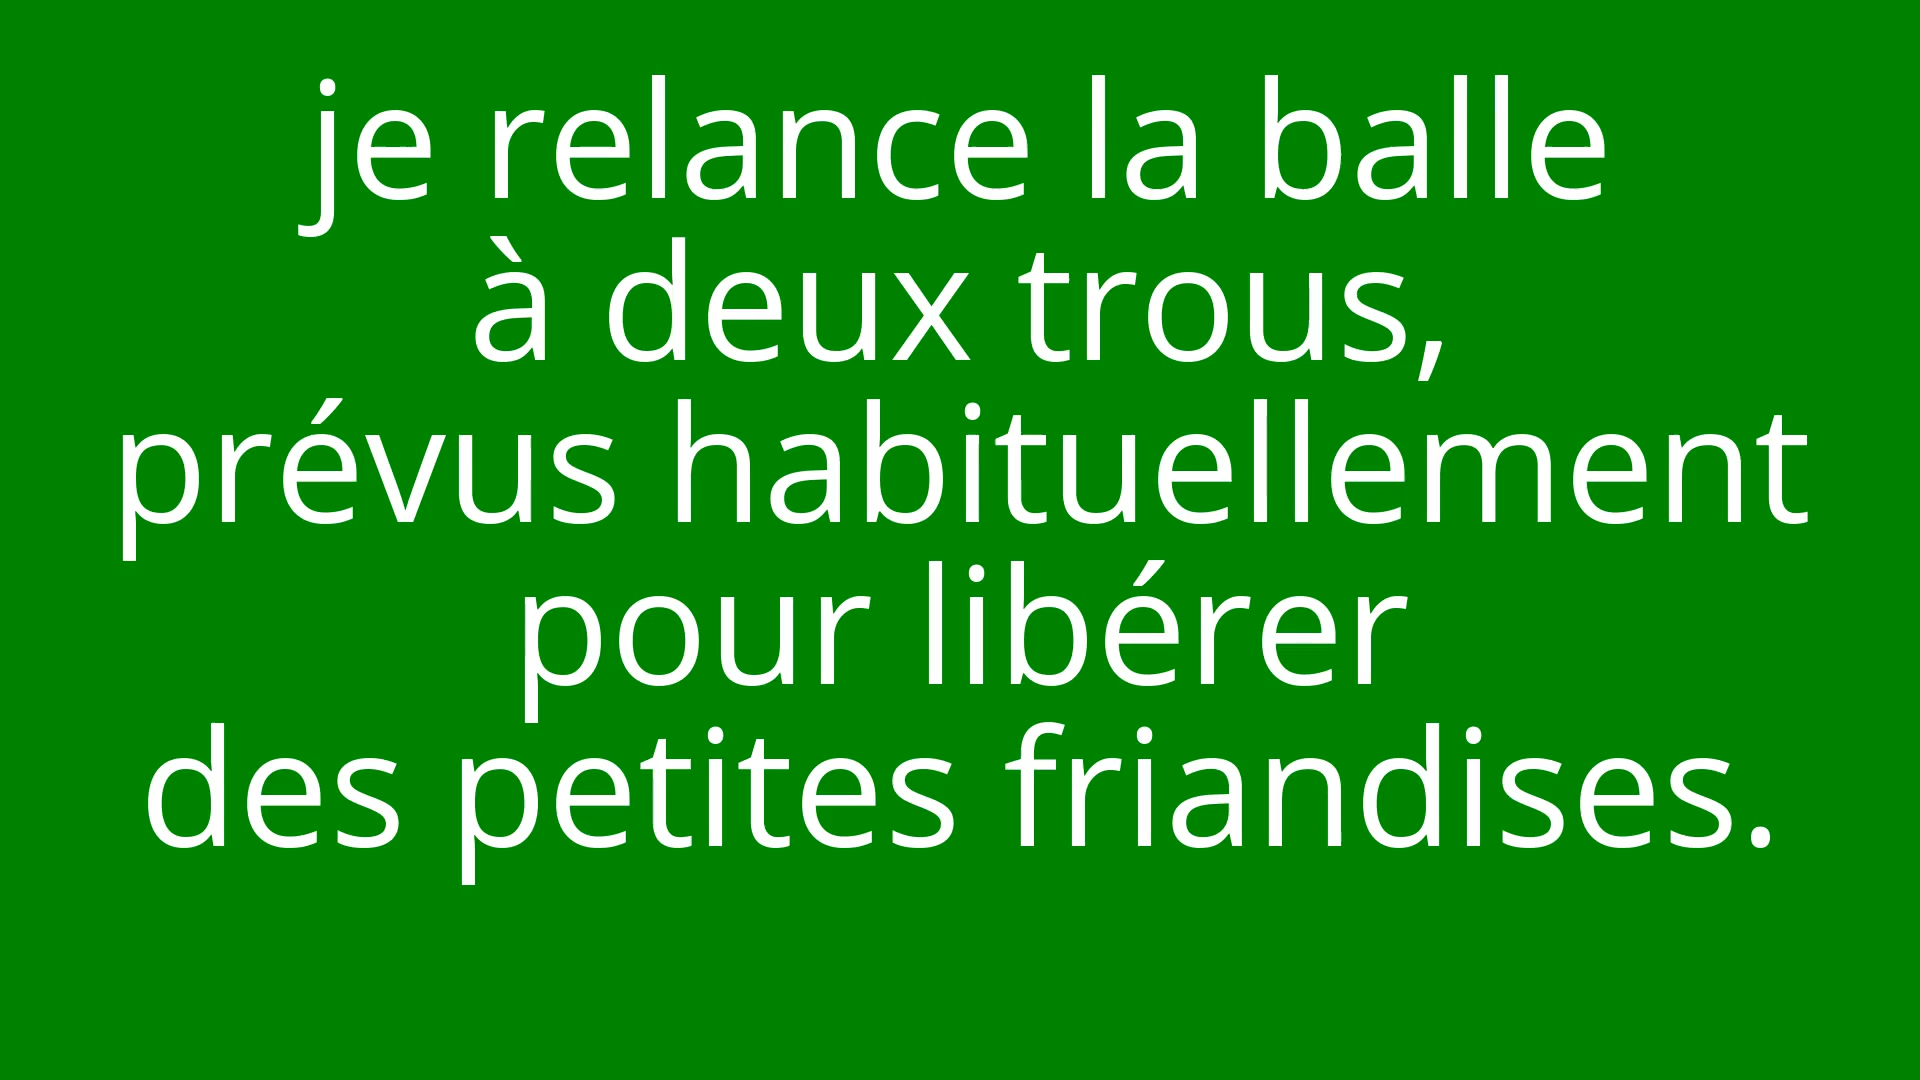 je relance la balle
à deux trous,
prévus habituellement
pour libérer
des petites friandises.